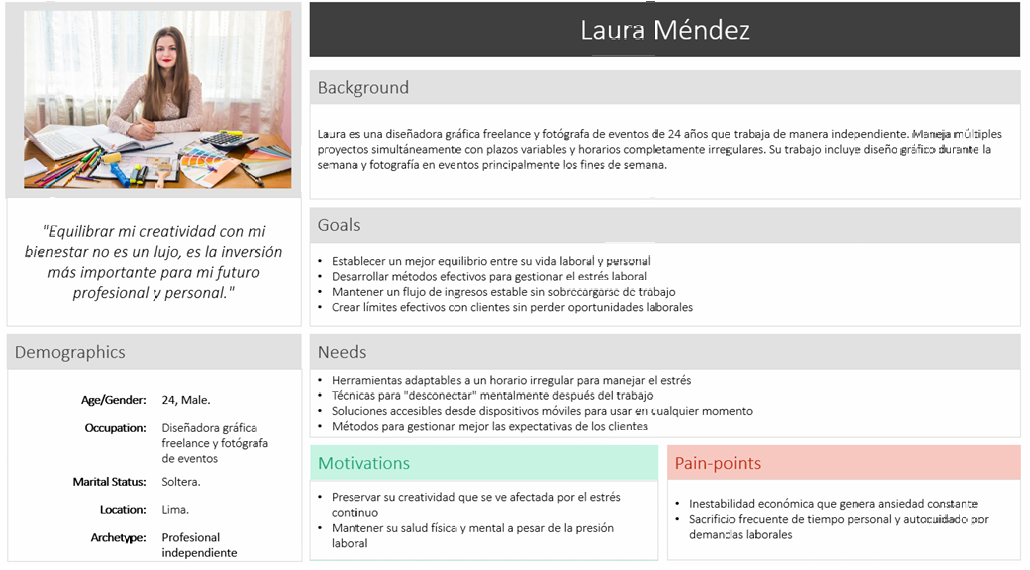 Laura Méndez
Background
Laura es una diseñadora gráfica freelance y fotógrafa de eventos de 24 años que trabaja de manera independiente. Maneja múltiples
proyectos simultáneamente con plazos variables y horarios completamente irregulares. Su trabajo incluye diseño gráfico durante la
semana y fotografía en eventos principalmente los fines de semana.
"Equilibrar mi creatividad con mi
bienestar no es un lujo, es la inversión
más importante para mi futuro
profesional y personal."
Goals
• Establecer un mejor equilibrio entre su vida laboral y personal
• Desarrollar métodos efectivos para gestionar el estrés laboral
• Mantener un flujo de ingresos estable sin sobrecargarse de trabajo
• Crear límites efectivos con clientes sin perder oportunidades laborales
Demographics
Age/Gender: 24, Male.
Occupation: Diseñadora gráfica
freelance y fotógrafa
de eventos
Marital Status: Soltera.
Location: Lima.
Archetype: Profesional
independiente
Needs
• Herramientas adaptables a un horario irregular para manejar el estrés
• Técnicas para "desconectar" mentalmente después del trabajo
• Soluciones accesibles desde dispositivos móviles para usar en cualquier momento
• Métodos para gestionar mejor las expectativas de los clientes
Motivations
• Preservar su creatividad que se ve afectada por el estrés
continuo
• Mantener su salud física y mental a pesar de la presión
laboral
Pain-points
• Inestabilidad económica que genera ansiedad constante
• Sacrificio frecuente de tiempo personal y autocuidado por
demandas laborales